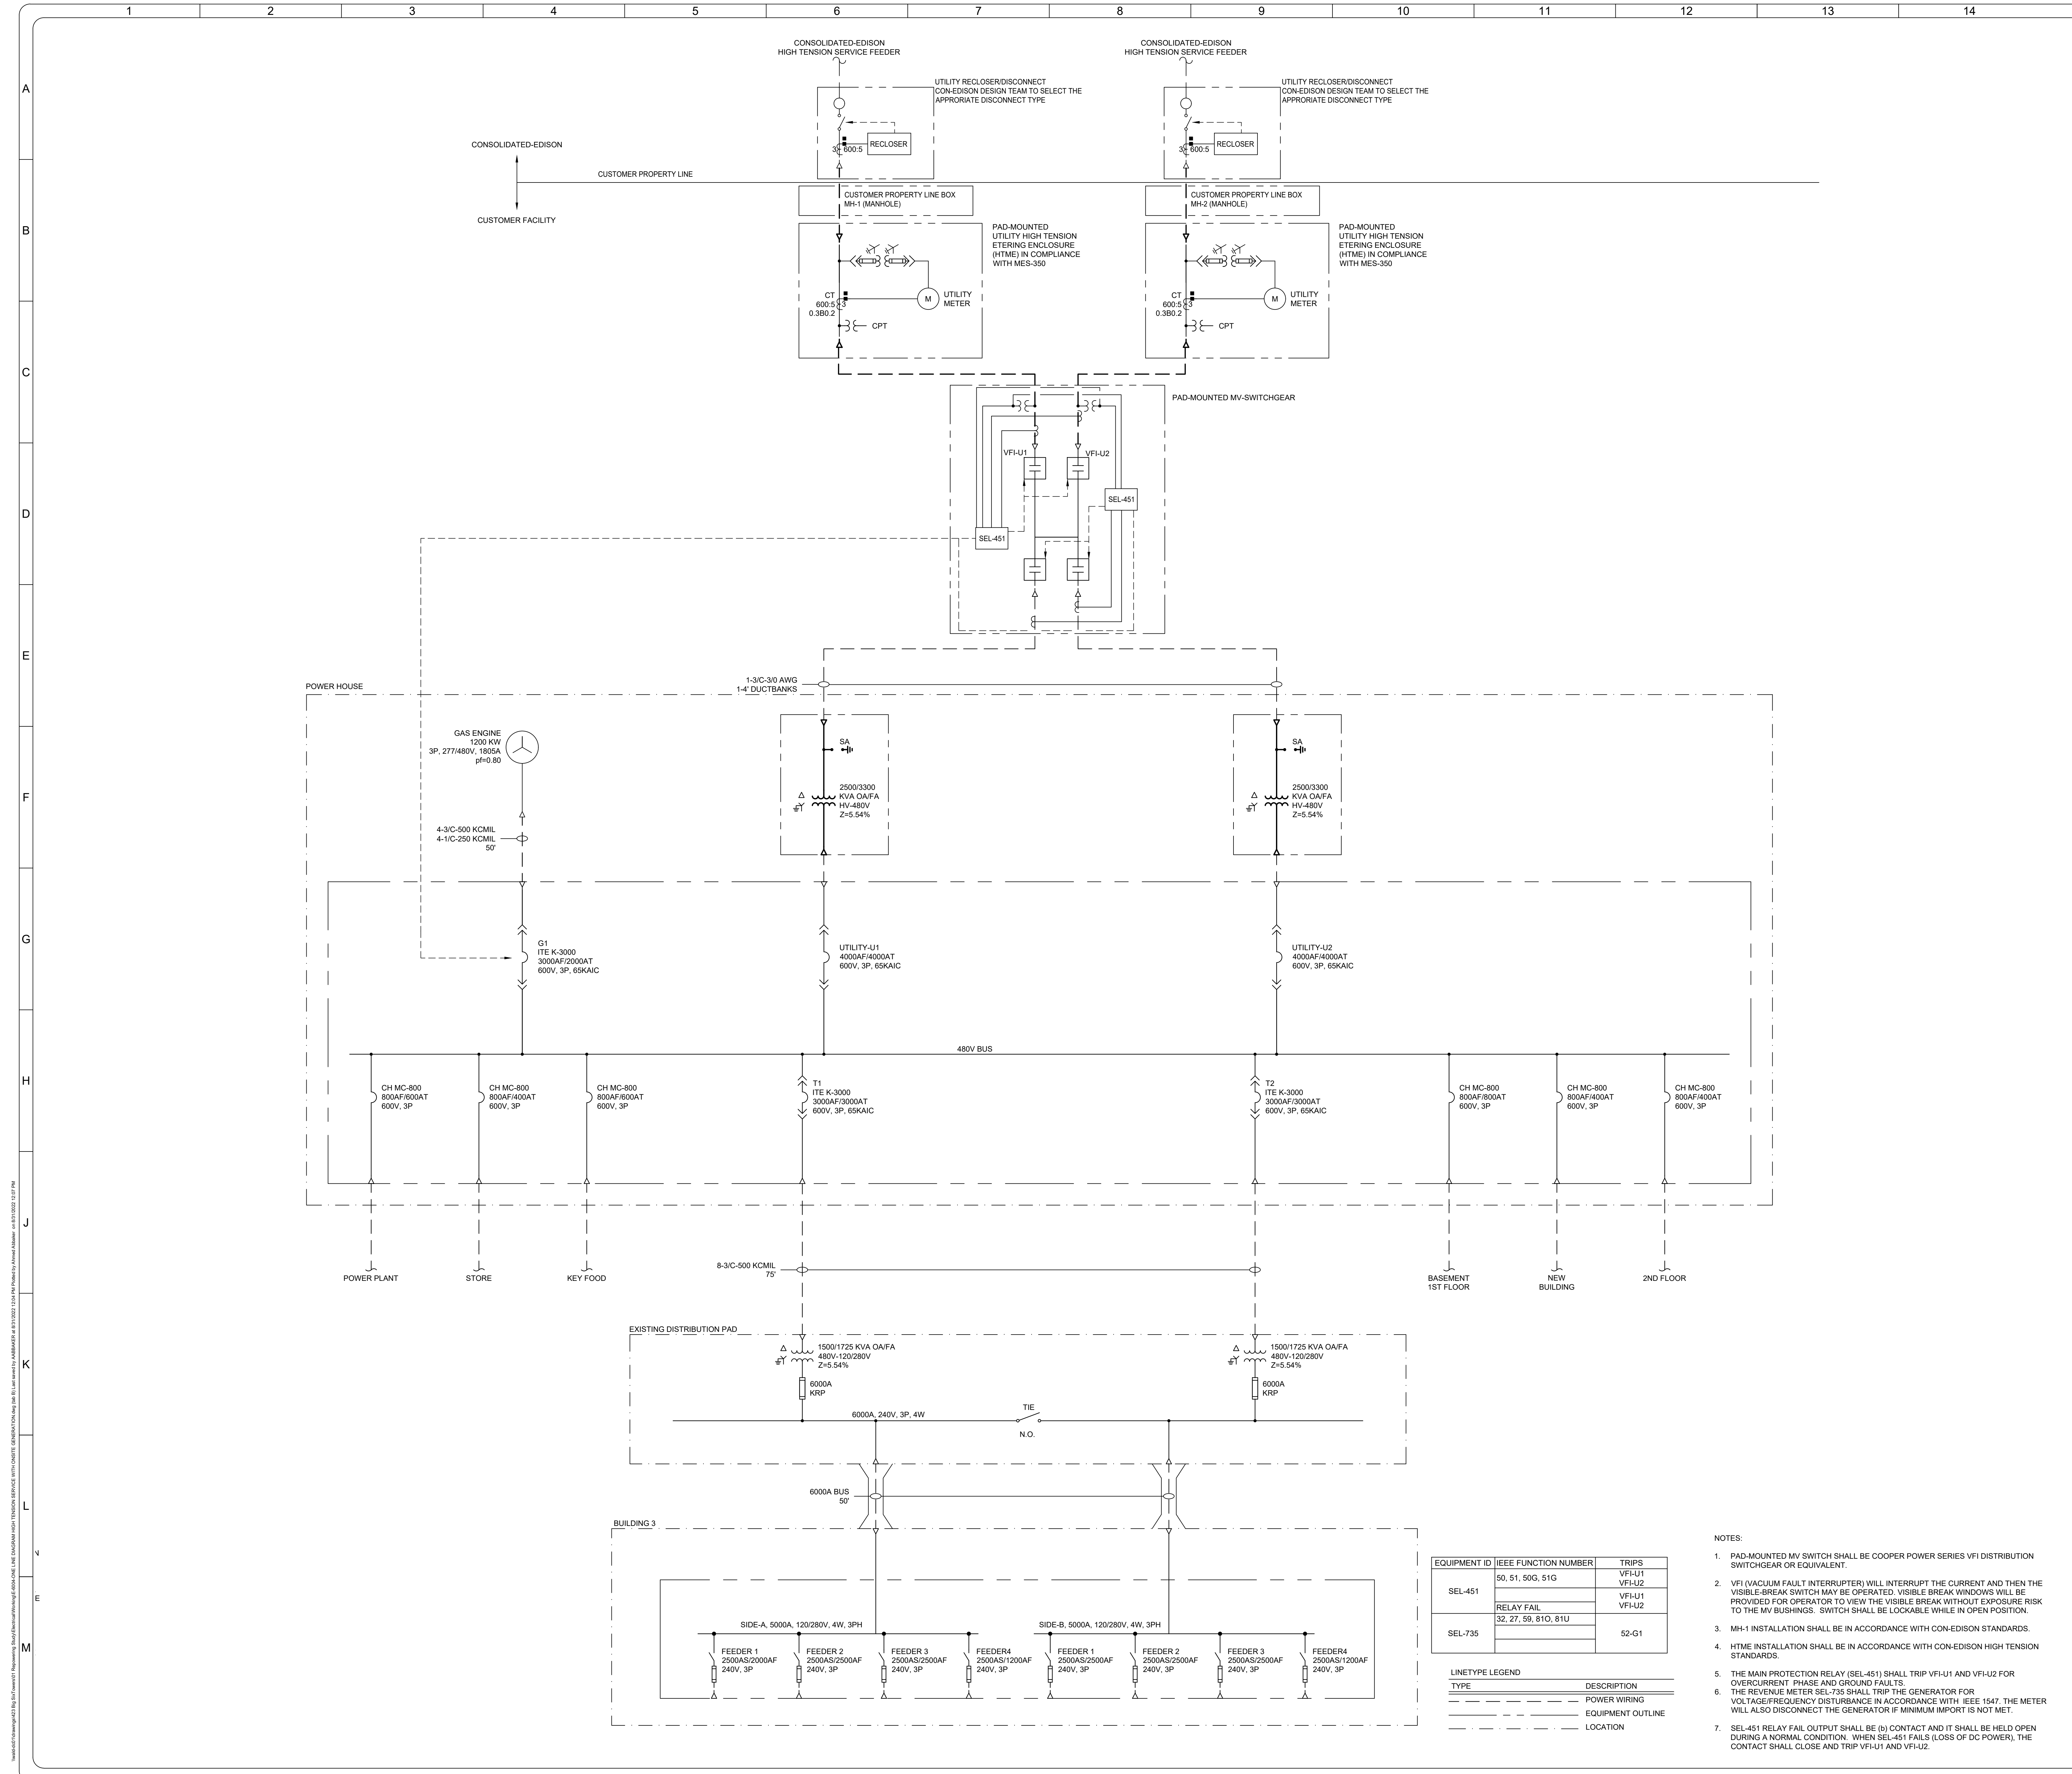 1 2 3 4 5 6 7 8 9 10 11 12 13 14
A
B
C
D
E
F
G
H
J
K
L
M
N
E
CONSOLIDATED-EDISON
HIGH TENSION SERVICE FEEDER
CONSOLIDATED-EDISON
HIGH TENSION SERVICE FEEDER
UTILITY RECLOSER/DISCONNECT
CON-EDISON DESIGN TEAM TO SELECT THE
APPRORIATE DISCONNECT TYPE
UTILITY RECLOSER/DISCONNECT
CON-EDISON DESIGN TEAM TO SELECT THE
APPRORIATE DISCONNECT TYPE
RECLOSER
3 600:5
RECLOSER
3 600:5
CONSOLIDATED-EDISON
CUSTOMER PROPERTY LINE
CUSTOMER FACILITY
CUSTOMER PROPERTY LINE BOX
MH-1 (MANHOLE)
CUSTOMER PROPERTY LINE BOX
MH-2 (MANHOLE)
PAD-MOUNTED
UTILITY HIGH TENSION
ETERING ENCLOSURE
(HTME) IN COMPLIANCE
WITH MES-350
PAD-MOUNTED
UTILITY HIGH TENSION
ETERING ENCLOSURE
(HTME) IN COMPLIANCE
WITH MES-350
CT
600:5 3
0.3B0.2
M
UTILITY
METER
CPT
CT
600:5 3
0.3B0.2
M
UTILITY
METER
CPT
PAD-MOUNTED MV-SWITCHGEAR
VFI-U1
VFI-U2
SEL-451
SEL-451
1-3/C-3/0 AWG
1-4' DUCTBANKS
POWER HOUSE
GAS ENGINE
1200 KW
3P, 277/480V, 1805A
pf=0.80
SA
2500/3300
KVA OA/FA
HV-480V
Z=5.54%
SA
2500/3300
KVA OA/FA
HV-480V
Z=5.54%
4-3/C-500 KCMIL
4-1/C-250 KCMIL
50'
G1
ITE K-3000
3000AF/2000AT
600V, 3P, 65KAIC
UTILITY-U1
4000AF/4000AT
600V, 3P, 65KAIC
UTILITY-U2
4000AF/4000AT
600V, 3P, 65KAIC
480V BUS
CH MC-800
800AF/600AT
600V, 3P
CH MC-800
800AF/400AT
600V, 3P
CH MC-800
800AF/600AT
600V, 3P
T1
ITE K-3000
3000AF/3000AT
600V, 3P, 65KAIC
T2
ITE K-3000
3000AF/3000AT
600V, 3P, 65KAIC
CH MC-800
800AF/800AT
600V, 3P
CH MC-800
800AF/400AT
600V, 3P
CH MC-800
800AF/400AT
600V, 3P
POWER PLANT
STORE
KEY FOOD
8-3/C-500 KCMIL
75'
BASEMENT
1ST FLOOR
NEW
BUILDING
2ND FLOOR
EXISTING DISTRIBUTION PAD
1500/1725 KVA OA/FA
480V-120/280V
Z=5.54%
6000A
KRP
1500/1725 KVA OA/FA
480V-120/280V
Z=5.54%
6000A
KRP
6000A, 240V, 3P, 4W
TIE
N.O.
6000A BUS
50'
BUILDING 3
SIDE-A, 5000A, 120/280V, 4W, 3PH
SIDE-B, 5000A, 120/280V, 4W, 3PH
FEEDER 1
2500AS/2000AF
240V, 3P
FEEDER 2
2500AS/2500AF
240V, 3P
FEEDER 3
2500AS/2500AF
240V, 3P
FEEDER4
2500AS/1200AF
240V, 3P
FEEDER 1
2500AS/2500AF
240V, 3P
FEEDER 2
2500AS/2500AF
240V, 3P
FEEDER 3
2500AS/2500AF
240V, 3P
FEEDER4
2500AS/1200AF
240V, 3P
EQUIPMENT ID IEEE FUNCTION NUMBER TRIPS
SEL-451
50, 51, 50G, 51G
VFI-U1
VFI-U2
VFI-U1
VFI-U2
RELAY FAIL
SEL-735
32, 27, 59, 81O, 81U
52-G1
LINETYPE LEGEND
TYPE DESCRIPTION
POWER WIRING
EQUIPMENT OUTLINE
LOCATION
NOTES:
1. PAD-MOUNTED MV SWITCH SHALL BE COOPER POWER SERIES VFI DISTRIBUTION
SWITCHGEAR OR EQUIVALENT.
2. VFI (VACUUM FAULT INTERRUPTER) WILL INTERRUPT THE CURRENT AND THEN THE
VISIBLE-BREAK SWITCH MAY BE OPERATED. VISIBLE BREAK WINDOWS WILL BE
PROVIDED FOR OPERATOR TO VIEW THE VISIBLE BREAK WITHOUT EXPOSURE RISK
TO THE MV BUSHINGS. SWITCH SHALL BE LOCKABLE WHILE IN OPEN POSITION.
3. MH-1 INSTALLATION SHALL BE IN ACCORDANCE WITH CON-EDISON STANDARDS.
4. HTME INSTALLATION SHALL BE IN ACCORDANCE WITH CON-EDISON HIGH TENSION
STANDARDS.
5. THE MAIN PROTECTION RELAY (SEL-451) SHALL TRIP VFI-U1 AND VFI-U2 FOR
OVERCURRENT PHASE AND GROUND FAULTS.
6. THE REVENUE METER SEL-735 SHALL TRIP THE GENERATOR FOR
VOLTAGE/FREQUENCY DISTURBANCE IN ACCORDANCE WITH IEEE 1547. THE METER
WILL ALSO DISCONNECT THE GENERATOR IF MINIMUM IMPORT IS NOT MET.
7. SEL-451 RELAY FAIL OUTPUT SHALL BE (b) CONTACT AND IT SHALL BE HELD OPEN
DURING A NORMAL CONDITION. WHEN SEL-451 FAILS (LOSS OF DC POWER), THE
CONTACT SHALL CLOSE AND TRIP VFI-U1 AND VFI-U2.